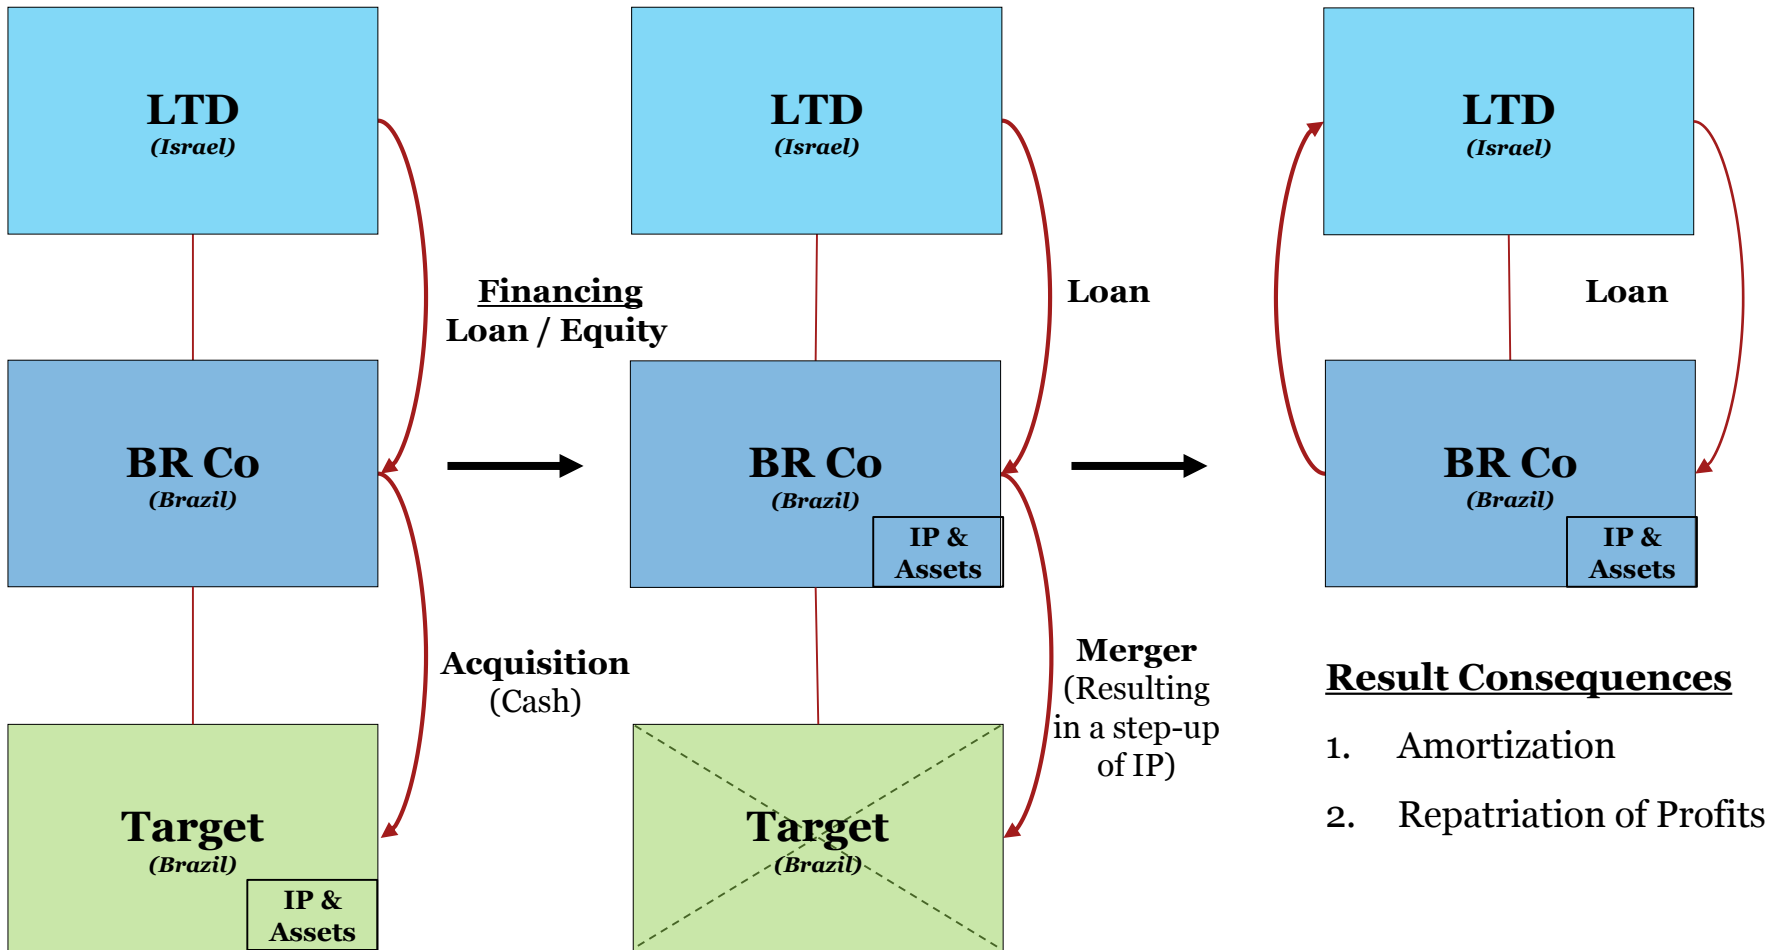 LTD
(Israel)
Financing
Loan / Equity
BR Co
(Brazil)
Acquisition
(Cash)
Target
(Brazil)
IP &
Assets
LTD
(Israel)
Loan
BR Co
(Brazil)
IP &
Assets
Merger
(Resulting
in a step-up
of IP)
Target
(Brazil)
LTD
(Israel)
Loan
BR Co
(Brazil)
IP &
Assets
Result Consequences
1. Amortization
2. Repatriation of Profits